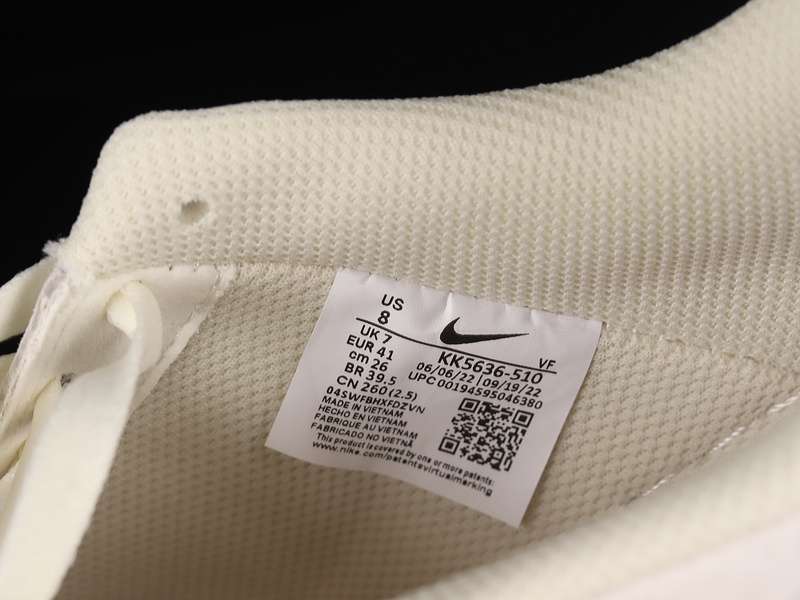 US
8
UK 7
EUR 41
cm 26
BR 39.5
CN 260 (2.5)
VF
KK5636-510
06/06/22 | 09/19/22
UPC 00194595046380
04SWFBHXFDZVN
MADE IN VIETNAM
HECHO EN VIETNAM
FABRIQUE AU VIETNAM
FABRICADO NO VIETNÃ
This product is covered by one or more patents:
www.nike.com/patentsvirtualmarking